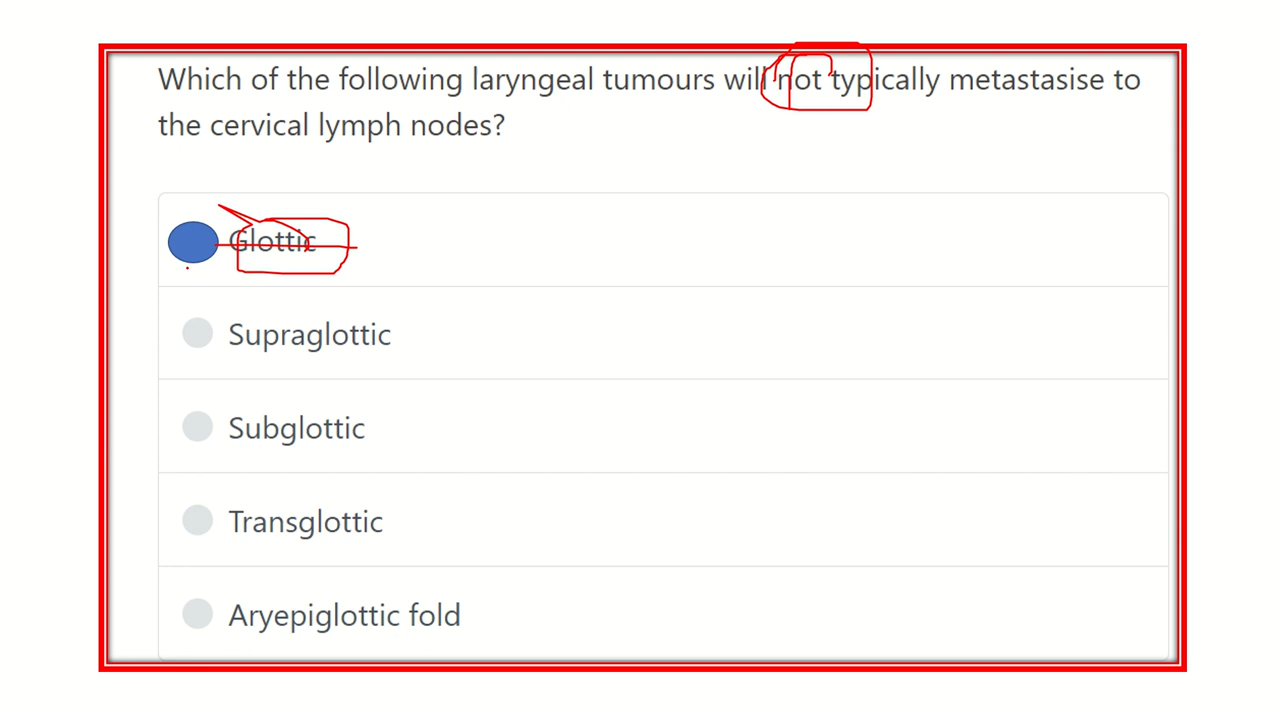 Which of the following laryngeal tumours will not typically metastasise to
the cervical lymph nodes?
Glottic
Supraglottic
Subglottic
Transglottic
Aryepiglottic fold